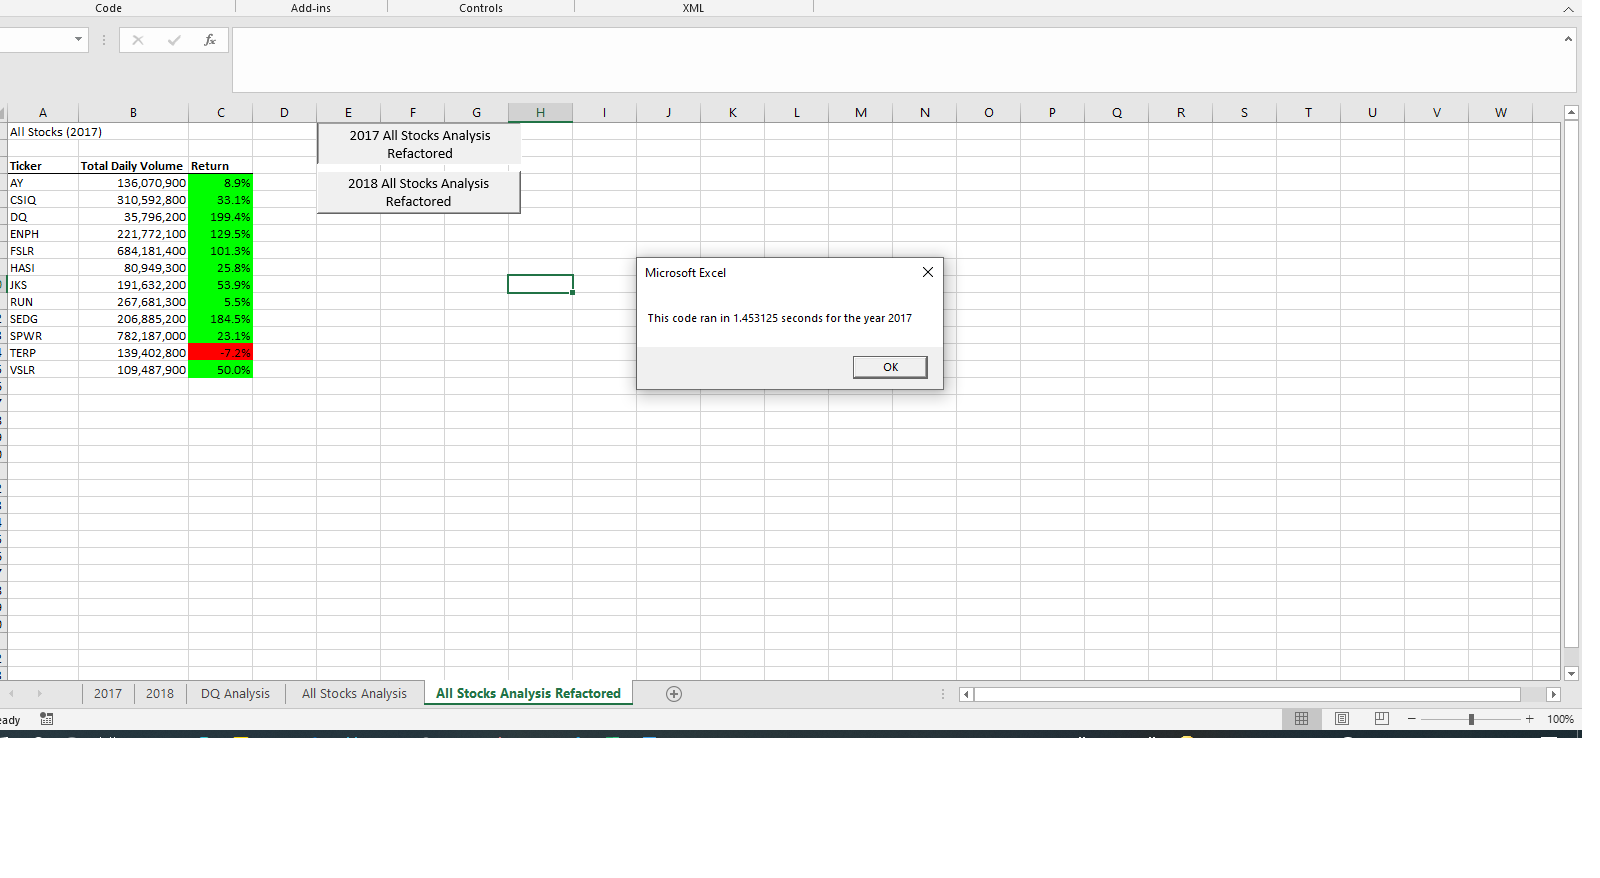 Code Add-ins Controls XML
fx
A B C D E F G H I J K L M N O P Q R S T U V W
All Stocks (2017)
2017 All Stocks Analysis
Refactored
2018 All Stocks Analysis
Refactored
Ticker Total Daily Volume Return
AY 136,070,900 8.9%
CSIQ 310,592,800 33.1%
DQ 35,796,200 199.4%
ENPH 221,772,100 129.5%
FSLR 684,181,400 101.3%
HASI 80,949,300 25.8%
JKS 191,632,200 53.9%
RUN 267,681,300 5.5%
SEDG 206,885,200 184.5%
SPWR 782,187,000 23.1%
TERP 139,402,800 -7.2%
VSLR 109,487,900 50.0%
Microsoft Excel
This code ran in 1.453125 seconds for the year 2017
OK
2017 2018 DQ Analysis All Stocks Analysis All Stocks Analysis Refactored
eady 100%